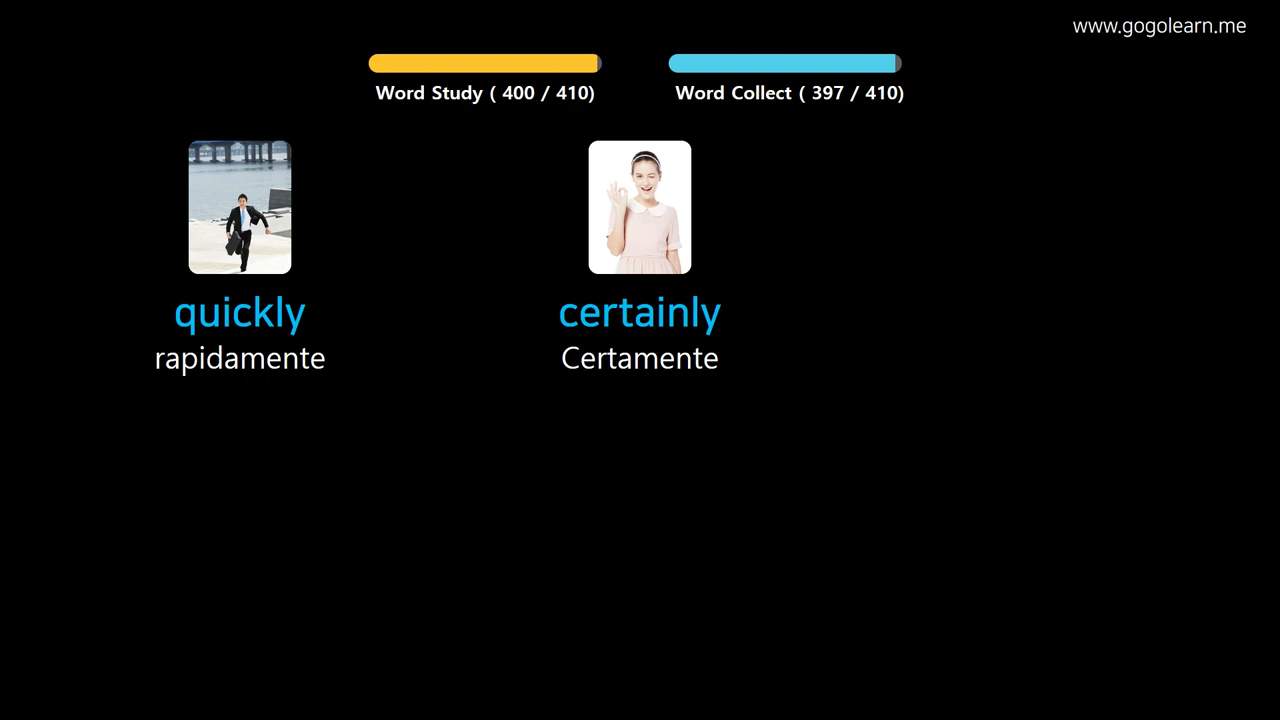 www.gogolearn.me
Word Study ( 400 / 410)
Word Collect ( 397 / 410)
quickly
rapidamente
certainly
Certamente